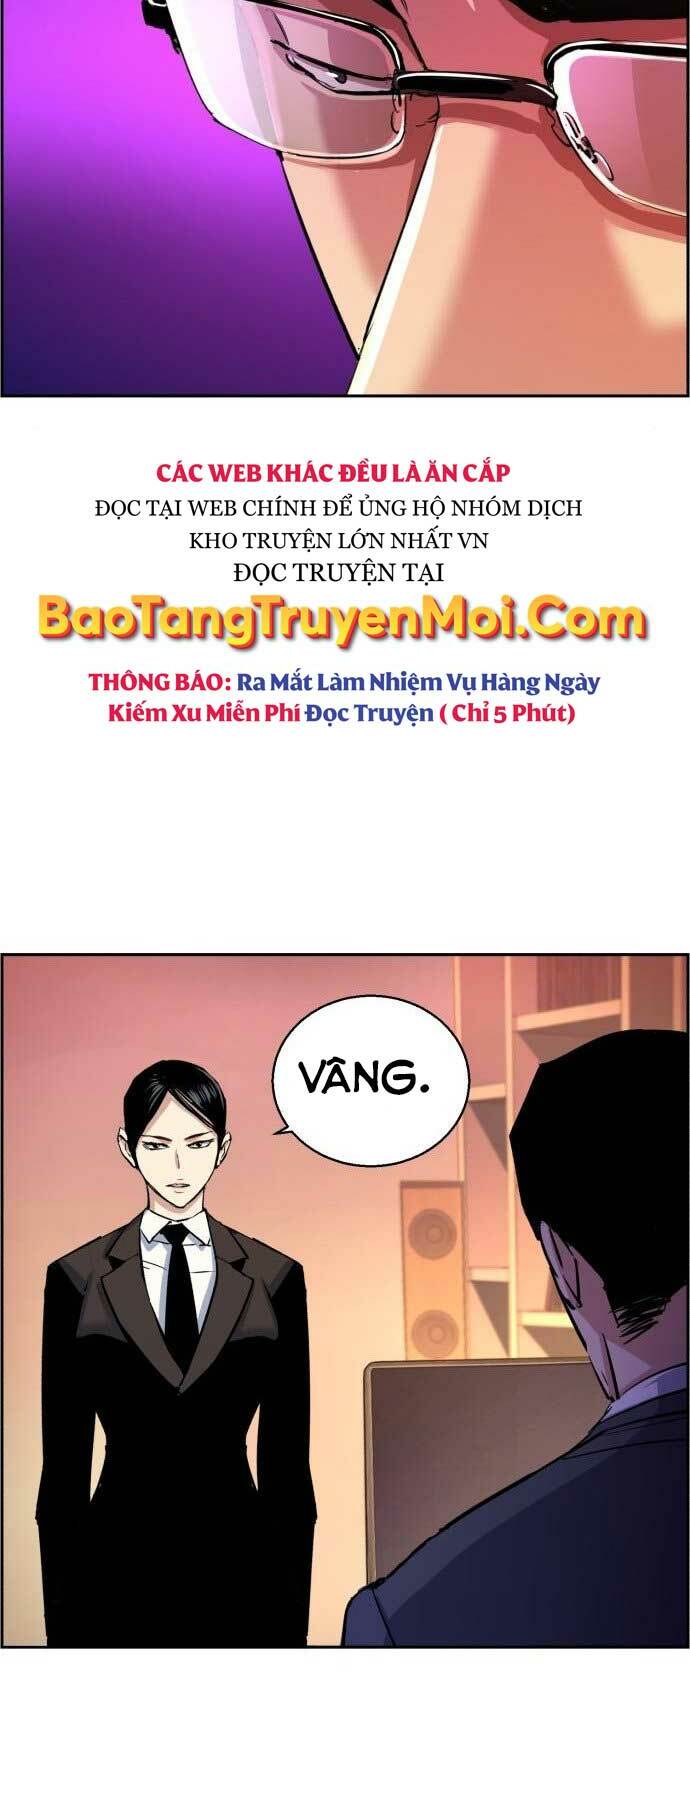 CÁC WEB KHÁC ĐỀU LÀ ĂN CẮP
ĐỌC TẠI WEB CHÍNH ĐỂ ỦNG HỘ NHÓM DỊCH
KHO TRUYỆN LỚN NHẤT VN
ĐỌC TRUYỆN TẠI
BaoTangTruyenMoi.Com
THÔNG BÁO: Ra Mắt Làm Nhiệm Vụ Hàng Ngày
Kiếm Xu Miễn Phí Đọc Truyện ( Chỉ 5 Phút)
VÂNG.